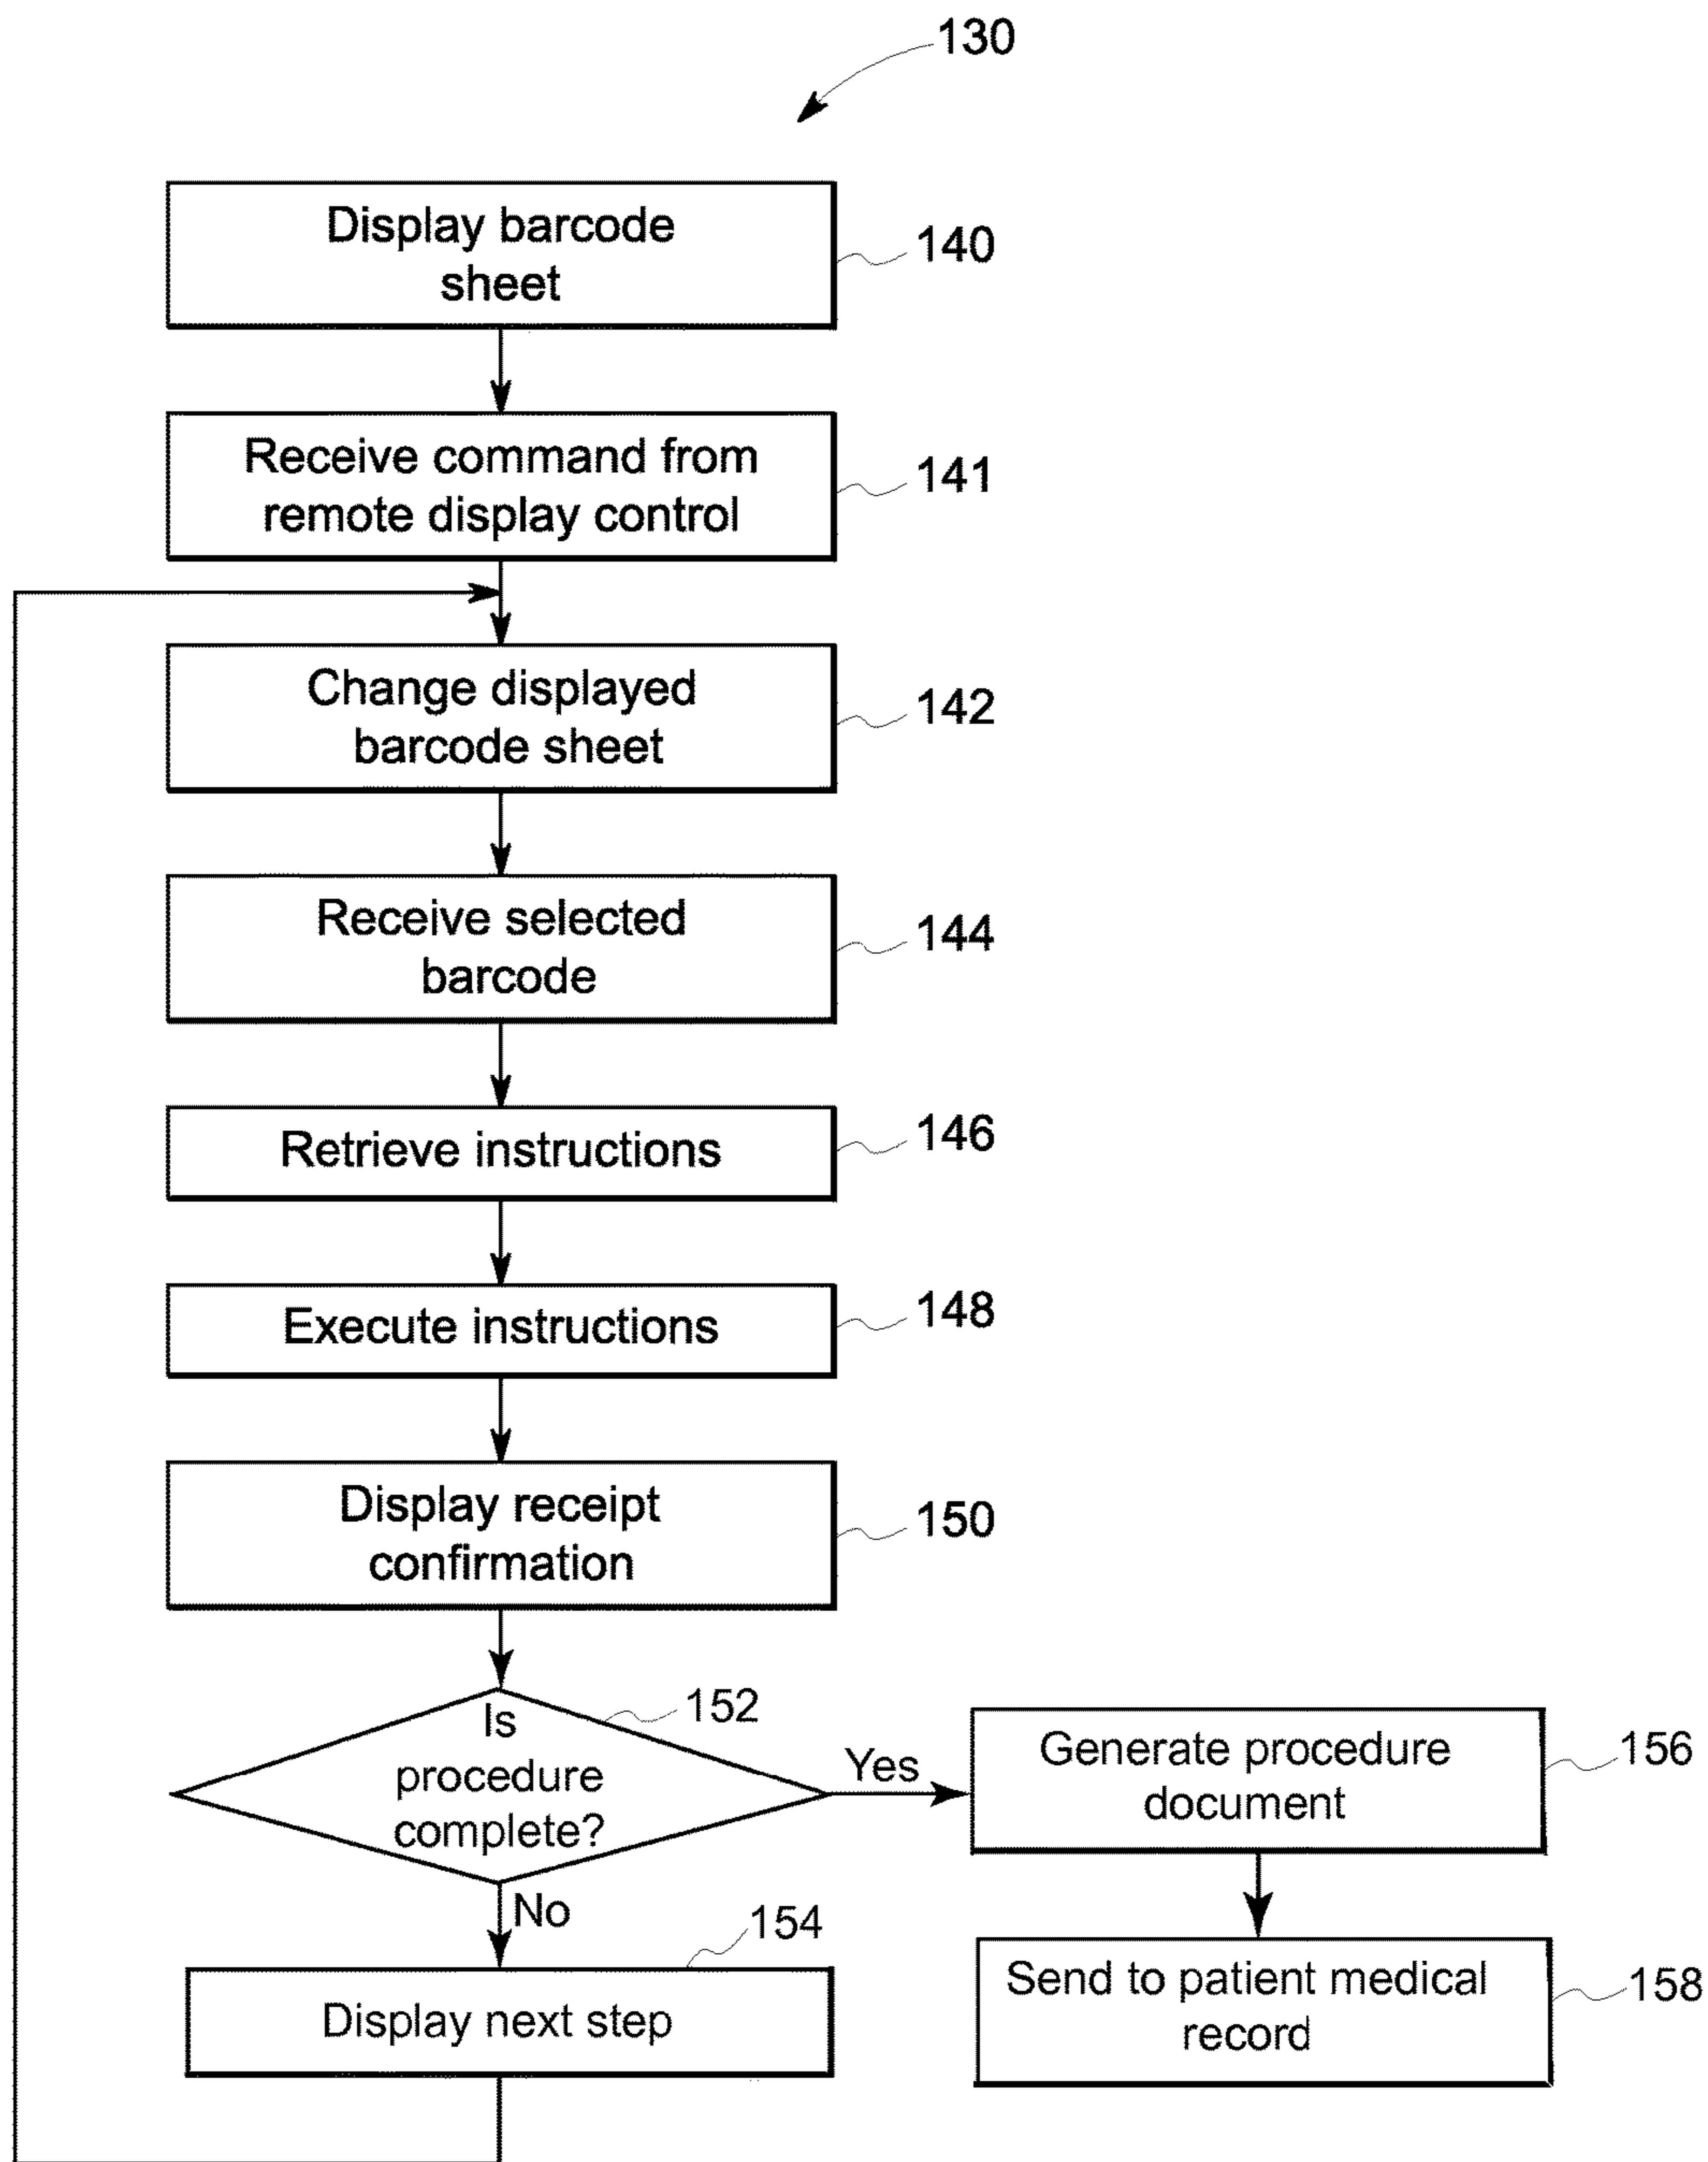 130
Display barcode
sheet
140
Receive command from
remote display control
141
Change displayed
barcode sheet
142
Receive selected
barcode
144
Retrieve instructions
146
Execute instructions
148
Display receipt
confirmation
150
Is
procedure
complete?
152
Yes
Generate procedure
document
156
No
Display next step
154
Send to patient medical
record
158